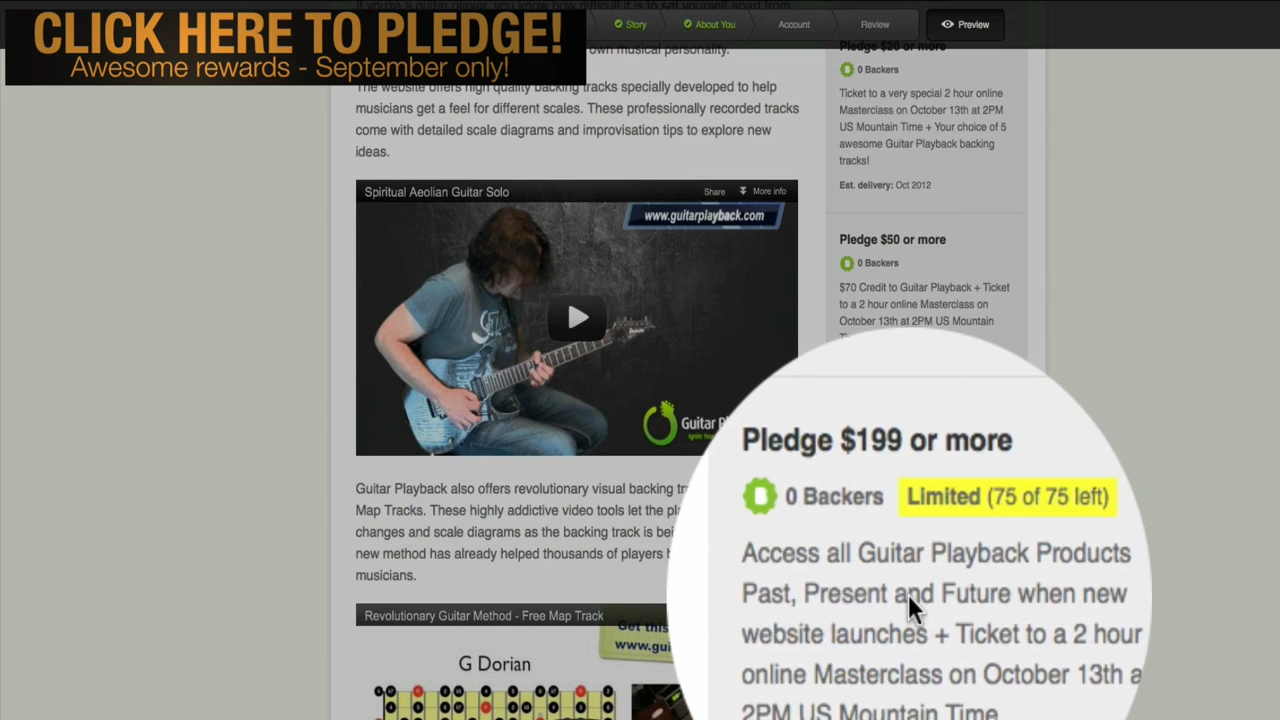 CLICK HERE TO PLEDGE!
Awesome rewards - September only!
Story
About You
Account
Review
Preview
own musical personality.
The website offers high quality backing tracks specially developed to help
musicians get a feel for different scales. These professionally recorded tracks
come with detailed scale diagrams and improvisation tips to explore new
ideas.
Spiritual Aeolian Guitar Solo
Share
More info
www.guitarplayback.com
Guitar
Guitar Playback also offers revolutionary visual backing
Map Tracks. These highly addictive video tools let the
changes and scale diagrams as the backing track is
new method has already helped thousands of players
musicians.
Revolutionary Guitar Method - Free Map Track
Get this
G Dorian
Pledge $20 or more
0 Backers
Ticket to a very special 2 hour online
Masterclass on October 13th at 2PM
US Mountain Time + Your choice of 5
awesome Guitar Playback backing
tracks!
Est. delivery: Oct 2012
Pledge $50 or more
0 Backers
$70 Credit to Guitar Playback + Ticket
to a 2 hour online Masterclass on
October 13th at 2PM US Mountain
Pledge $199 or more
0 Backers
Limited (75 of 75 left)
Access all Guitar Playback Products
Past, Present and Future when new
website launches + Ticket to a 2 hour
online Masterclass on October 13th a
2PM US Mountain Time